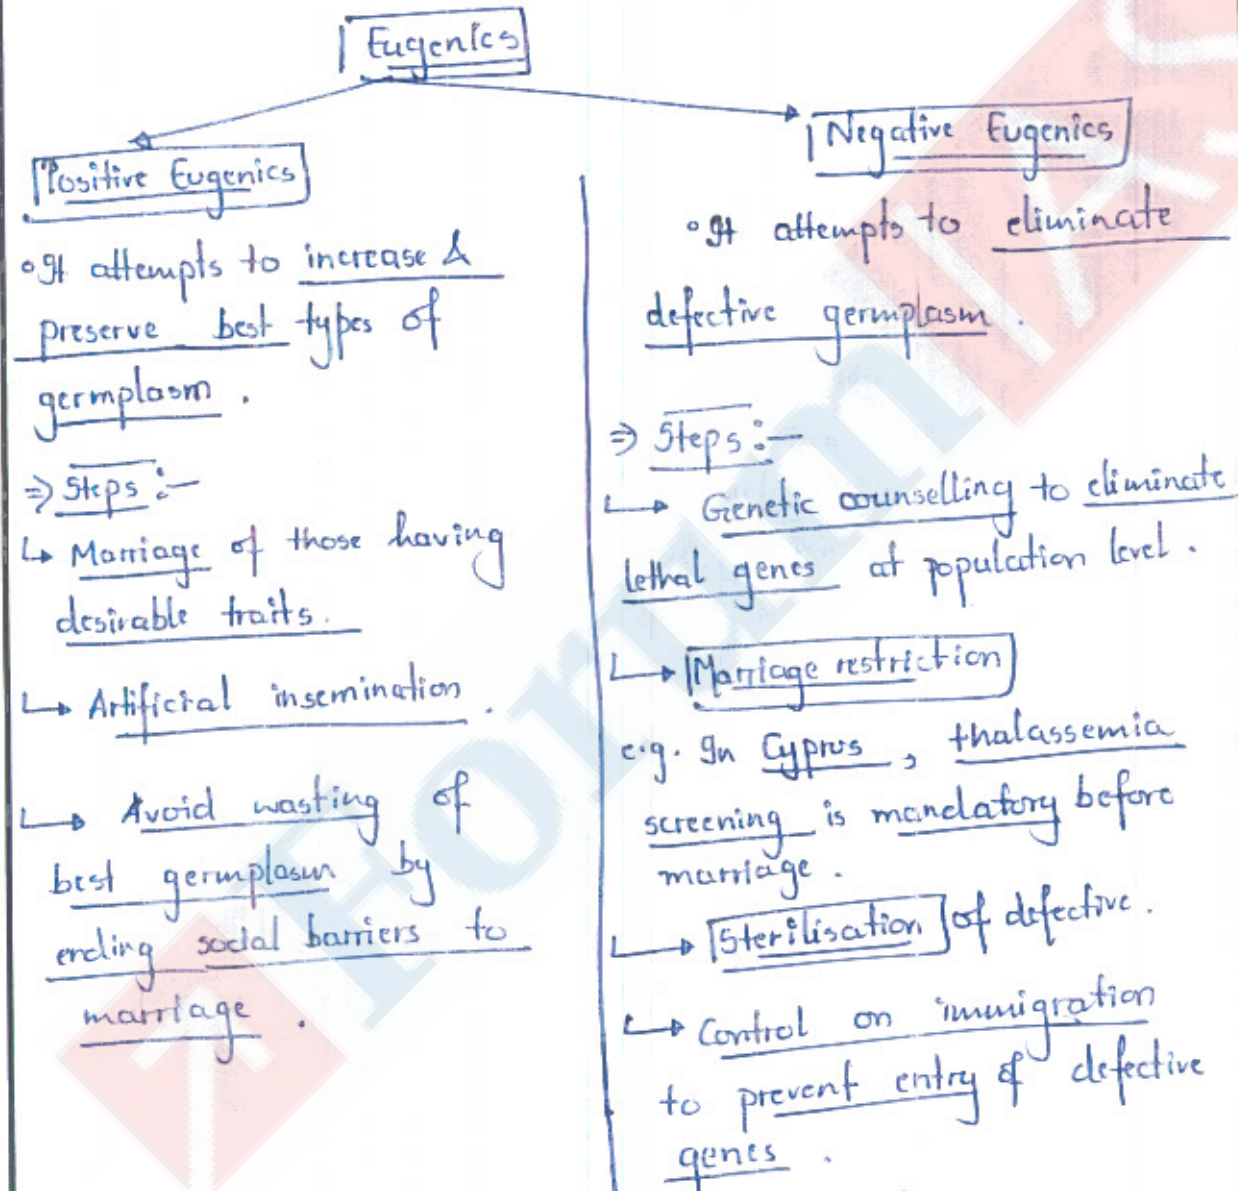 Eugenics
Positive Eugenics
• It attempts to increase &
preserve best types of
germplasm.
⇒ Steps :-
↳ Marriage of those having
desirable traits.
↳ Artificial insemination.
↳ Avoid wasting of
best germplasm by
ending social barriers to
marriage.
Negative Eugenics
• It attempts to eliminate
defective germplasm.
⇒ Steps :-
↳ Genetic counselling to eliminate
lethal genes at population level.
↳ Marriage restriction
e.g. In Cyprus, thalassemia
screening is mandatory before
marriage.
↳ Sterilisation of defective.
↳ Control on immigration
to prevent entry of defective
genes.
Forum IAS